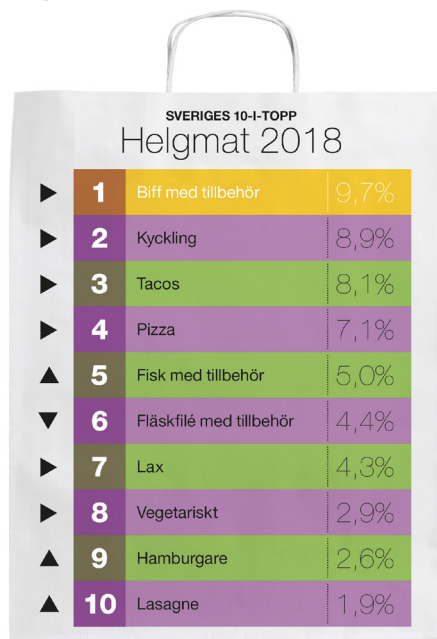 SVERIGES 10-I-TOPP
Helgmat 2018
1 Biff med tillbehör 9,7%
2 Kyckling 8,9%
3 Tacos 8,1%
4 Pizza 7,1%
5 Fisk med tillbehör 5,0%
6 Fläskfilé med tillbehör 4,4%
7 Lax 4,3%
8 Vegetariskt 2,9%
9 Hamburgare 2,6%
10 Lasagne 1,9%